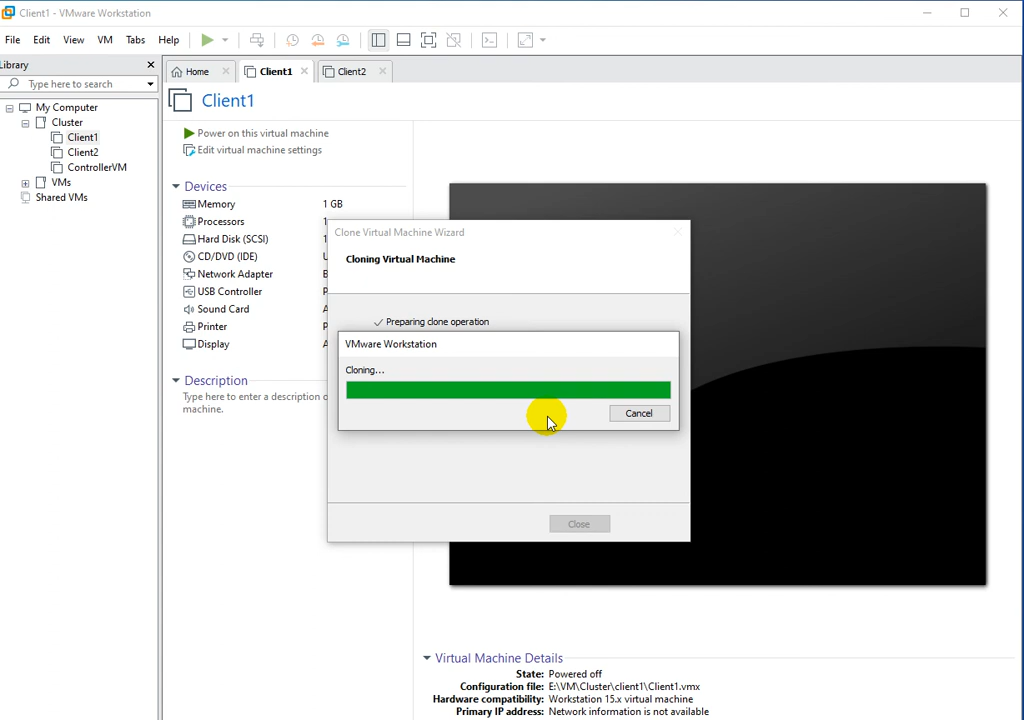 Client1 - VMware Workstation
File Edit View VM Tabs Help
Library
Type here to search
My Computer
Cluster
Client1
Client2
ControllerVM
VMs
Shared VMs
Home Client1 Client2
Client1
Power on this virtual machine
Edit virtual machine settings
Devices
Memory 1 GB
Processors 1
Hard Disk (SCSI)
CD/DVD (IDE)
Network Adapter
USB Controller
Sound Card
Printer
Display
Description
Type here to enter a description o
machine.
Clone Virtual Machine Wizard
Cloning Virtual Machine
Preparing clone operation
VMware Workstation
Cloning...
Cancel
Close
Virtual Machine Details
State: Powered off
Configuration file: E:\VM\Cluster\client1\Client1.vmx
Hardware compatibility: Workstation 15.x virtual machine
Primary IP address: Network information is not available